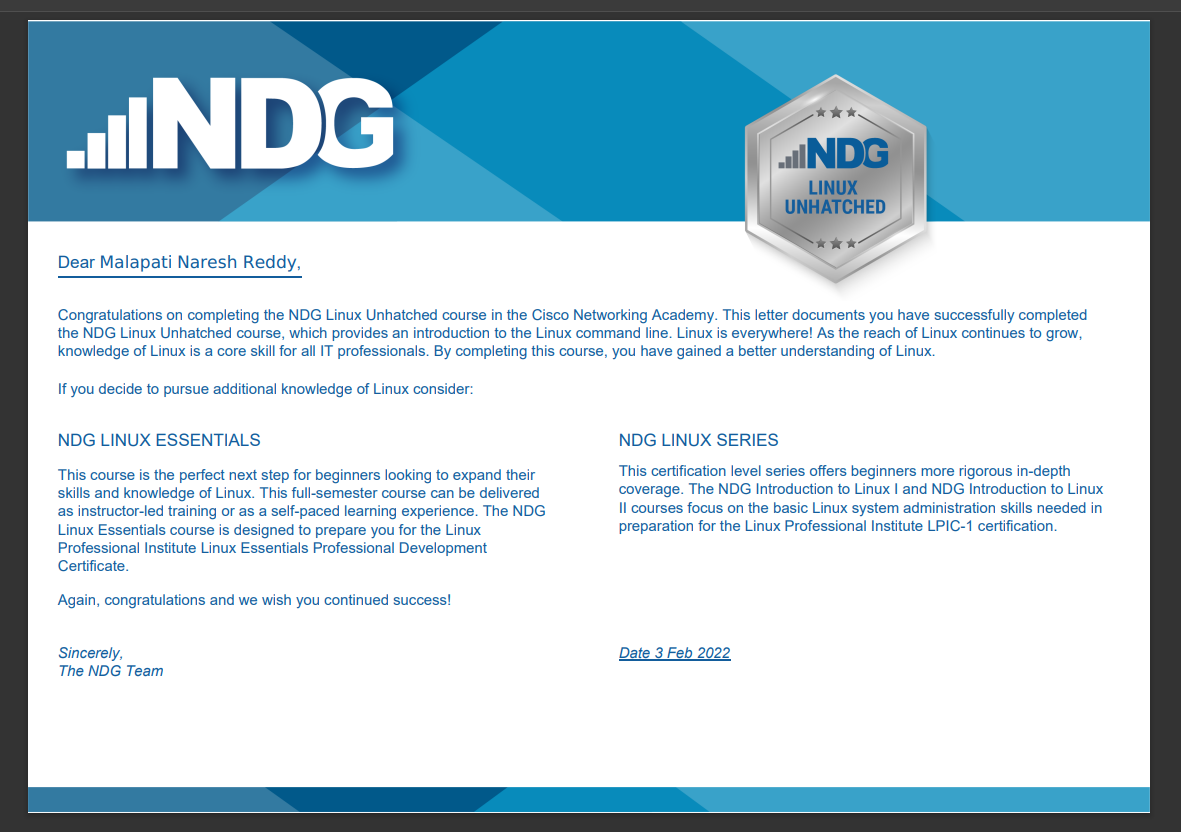 NDG
NDG
LINUX
UNHATCHED
Dear Malapati Naresh Reddy,
Congratulations on completing the NDG Linux Unhatched course in the Cisco Networking Academy. This letter documents you have successfully completed
the NDG Linux Unhatched course, which provides an introduction to the Linux command line. Linux is everywhere! As the reach of Linux continues to grow,
knowledge of Linux is a core skill for all IT professionals. By completing this course, you have gained a better understanding of Linux.
If you decide to pursue additional knowledge of Linux consider:
NDG LINUX ESSENTIALS
This course is the perfect next step for beginners looking to expand their
skills and knowledge of Linux. This full-semester course can be delivered
as instructor-led training or as a self-paced learning experience. The NDG
Linux Essentials course is designed to prepare you for the Linux
Professional Institute Linux Essentials Professional Development
Certificate.
NDG LINUX SERIES
This certification level series offers beginners more rigorous in-depth
coverage. The NDG Introduction to Linux I and NDG Introduction to Linux
II courses focus on the basic Linux system administration skills needed in
preparation for the Linux Professional Institute LPIC-1 certification.
Again, congratulations and we wish you continued success!
Sincerely,
The NDG Team
Date 3 Feb 2022